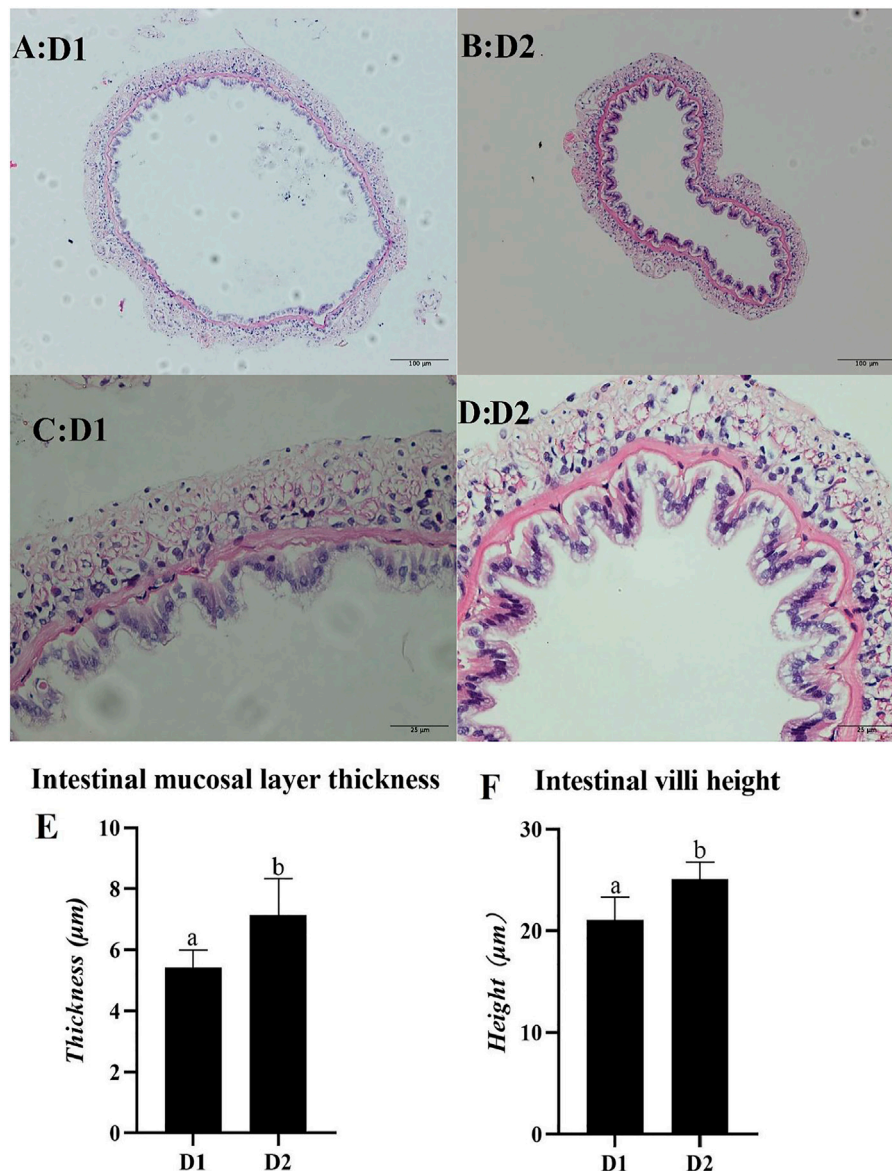 A:D1
B:D2
100 μm
100 μm
C:D1
D:D2
25 μm
25 μm
Intestinal mucosal layer thickness
E
10
8
6
4
2
0
Thickness (μm)
a
b
D1
D2
F
Intestinal villi height
30
20
10
0
Height (μm)
a
b
D1
D2